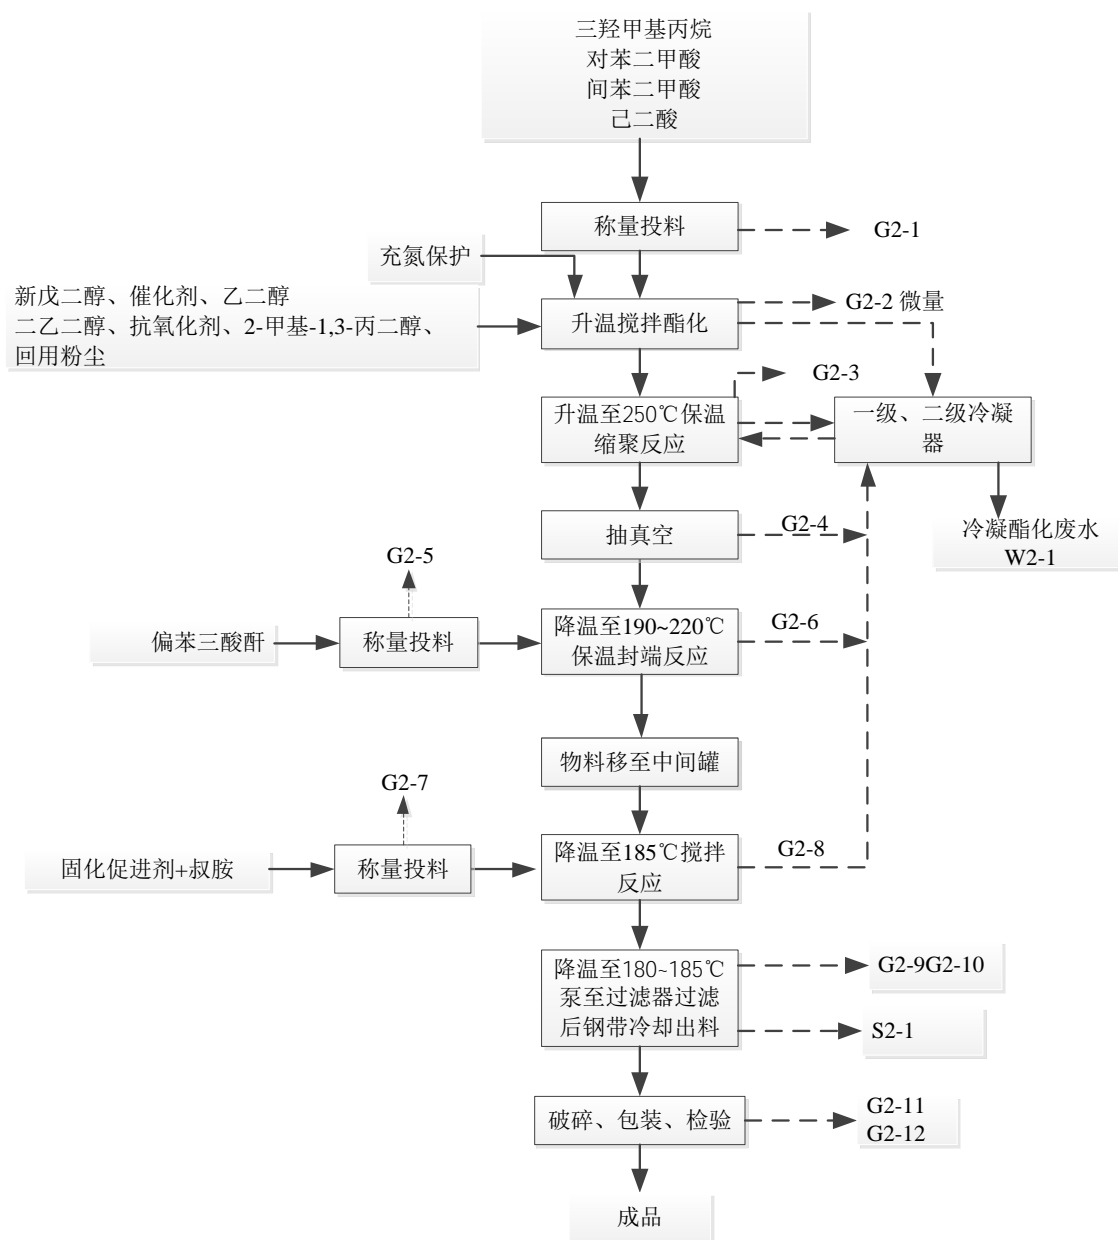 三羟甲基丙烷
对苯二甲酸
间苯二甲酸
己二酸
称量投料
G2-1
充氮保护
新戊二醇、催化剂、乙二醇
二乙二醇、抗氧化剂、2-甲基-1,3-丙二醇、
回用粉尘
升温搅拌酯化
G2-2 微量
G2-3
升温至250℃保温
缩聚反应
一级、二级冷凝
器
抽真空
G2-4
冷凝酯化废水
W2-1
G2-5
偏苯三酸酐
称量投料
降温至190~220℃
保温封端反应
G2-6
物料移至中间罐
G2-7
固化促进剂+叔胺
称量投料
降温至185℃搅拌
反应
G2-8
降温至180~185℃
泵至过滤器过滤
后钢带冷却出料
G2-9G2-10
S2-1
破碎、包装、检验
G2-11
G2-12
成品